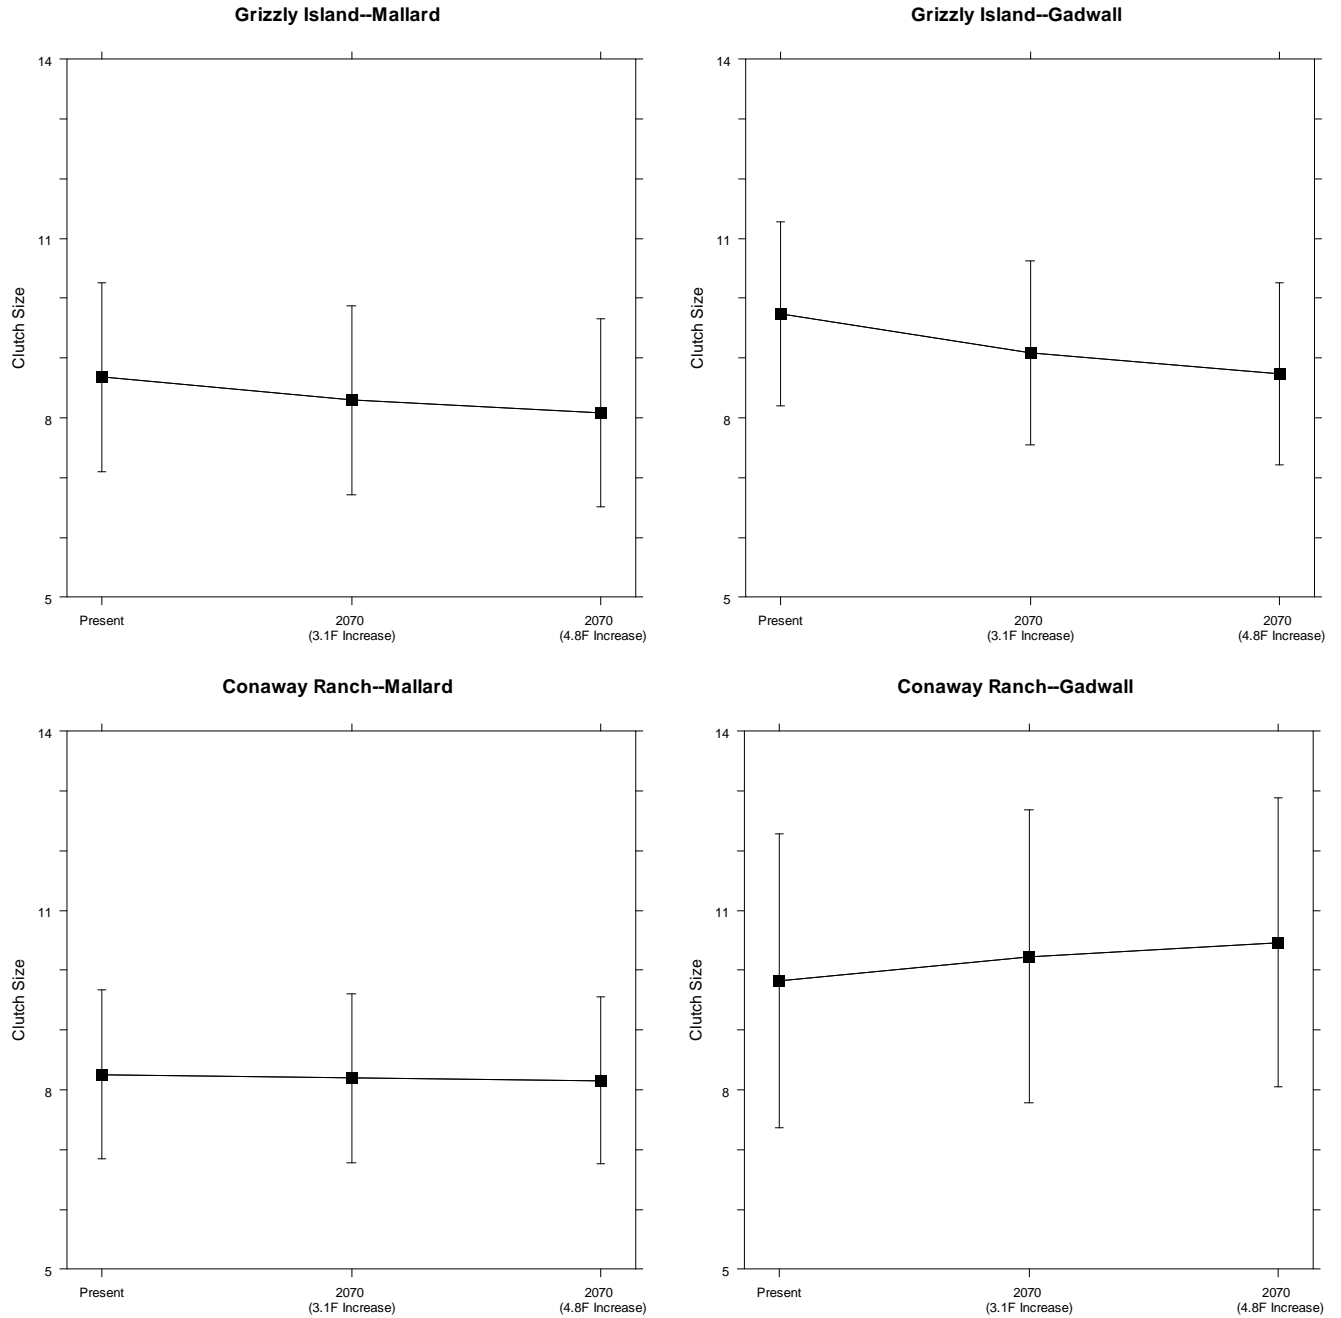 Grizzly Island--Mallard
14
11
8
5
Clutch Size
Present
2070
(3.1F Increase)
2070
(4.8F Increase)
Grizzly Island--Gadwall
14
11
8
5
Clutch Size
Present
2070
(3.1F Increase)
2070
(4.8F Increase)
Conaway Ranch--Mallard
14
11
8
5
Clutch Size
Present
2070
(3.1F Increase)
2070
(4.8F Increase)
Conaway Ranch--Gadwall
14
11
8
5
Clutch Size
Present
2070
(3.1F Increase)
2070
(4.8F Increase)